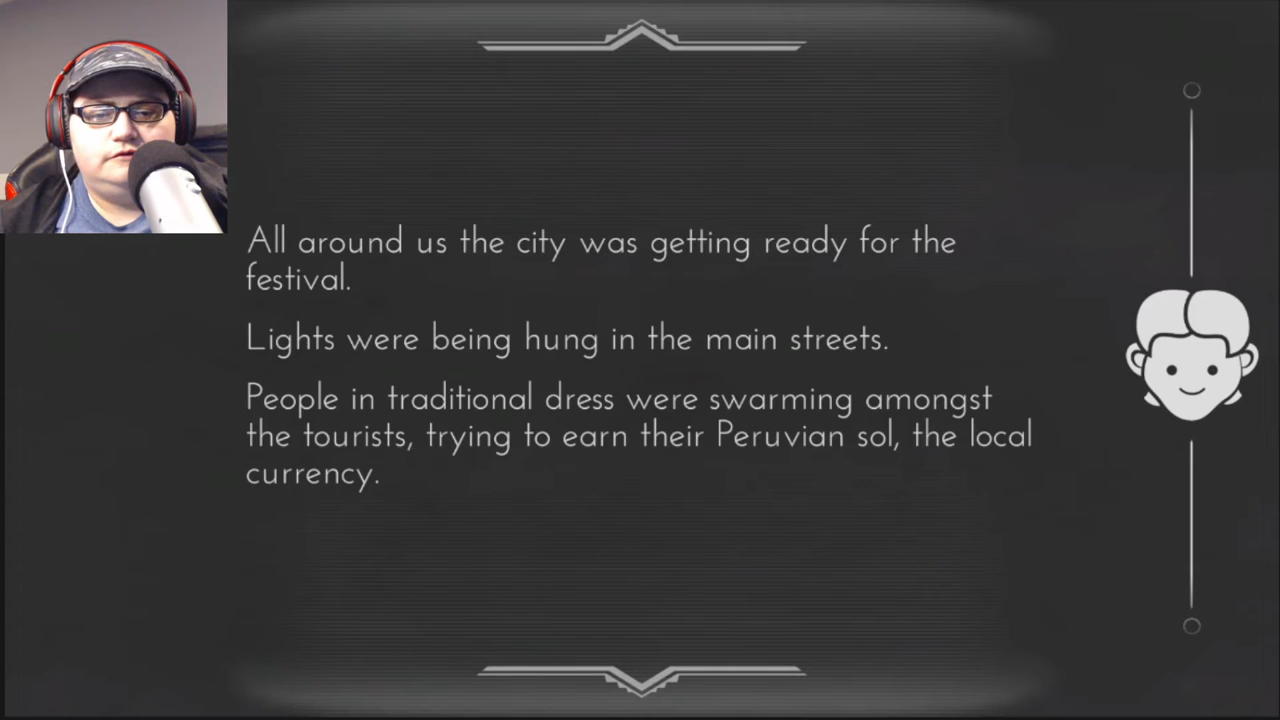 All around us the city was getting ready for the
festival.
Lights were being hung in the main streets.
People in traditional dress were swarming amongst
the tourists, trying to earn their Peruvian sol, the local
currency.